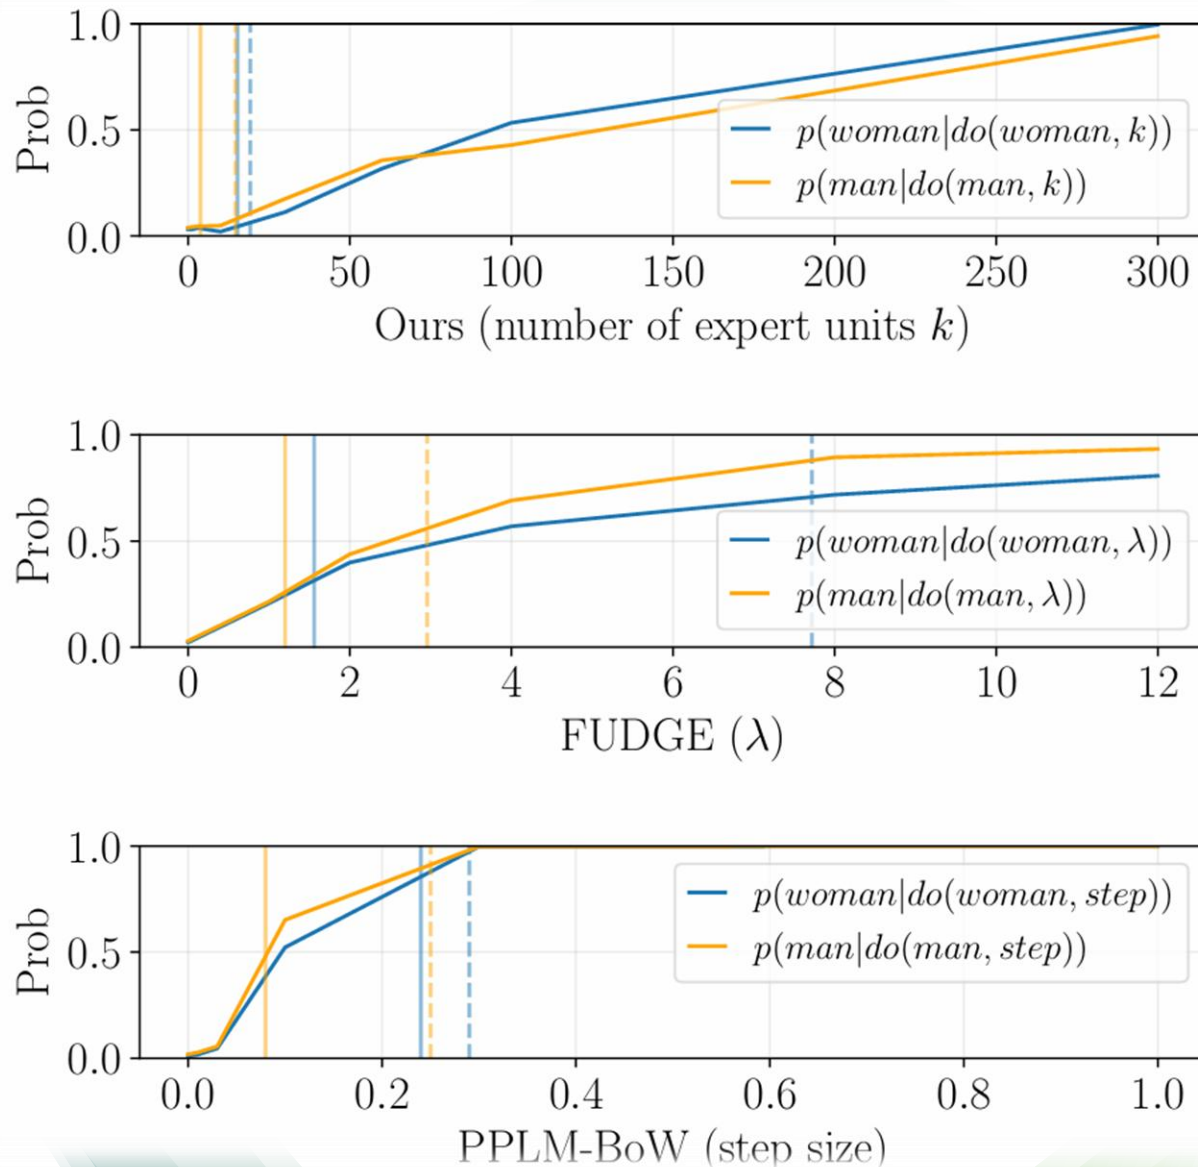 1.0
0.5
0.0
Prob
p(woman|do(woman, k))
p(man|do(man, k))
0 50 100 150 200 250 300
Ours (number of expert units k)
1.0
0.5
0.0
Prob
p(woman|do(woman, λ))
p(man|do(man, λ))
0 2 4 6 8 10 12
FUDGE (λ)
1.0
0.5
0.0
Prob
p(woman|do(woman, step))
p(man|do(man, step))
0.0 0.2 0.4 0.6 0.8 1.0
PPLM-BoW (step size)